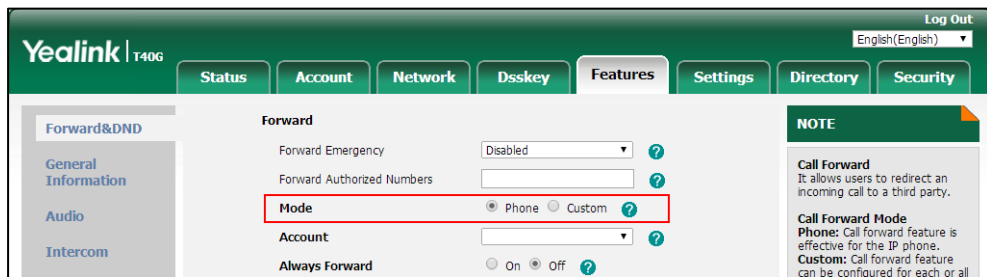 Log Out
Yealink T40G
English(English)
Status Account Network Dsskey Features Settings Directory Security
Forward&DND
General
Information
Audio
Intercom
Forward
Forward Emergency Disabled ?
Forward Authorized Numbers ?
Mode Phone Custom ?
Account ?
Always Forward On Off ?
NOTE
Call Forward
It allows users to redirect an
incoming call to a third party.
Call Forward Mode
Phone: Call forward feature is
effective for the IP phone.
Custom: Call forward feature
can be configured for each or all